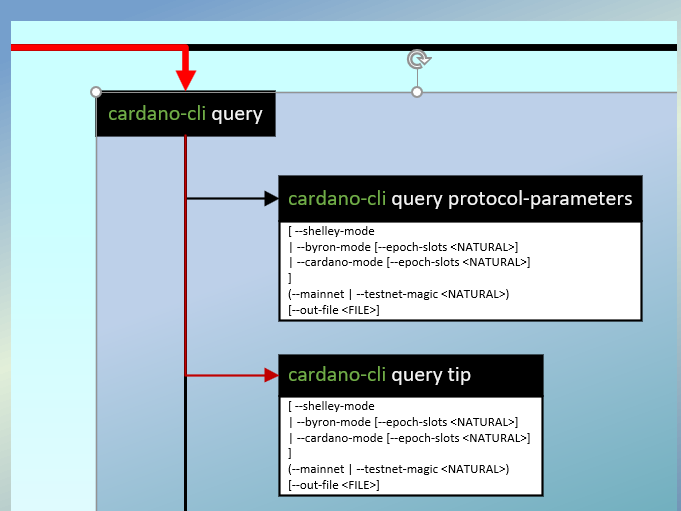 cardano-cli query
cardano-cli query protocol-parameters
[ --shelley-mode
| --byron-mode [--epoch-slots <NATURAL>]
| --cardano-mode [--epoch-slots <NATURAL>]
]
(--mainnet | --testnet-magic <NATURAL>)
[--out-file <FILE>]
cardano-cli query tip
[ --shelley-mode
| --byron-mode [--epoch-slots <NATURAL>]
| --cardano-mode [--epoch-slots <NATURAL>]
]
(--mainnet | --testnet-magic <NATURAL>)
[--out-file <FILE>]